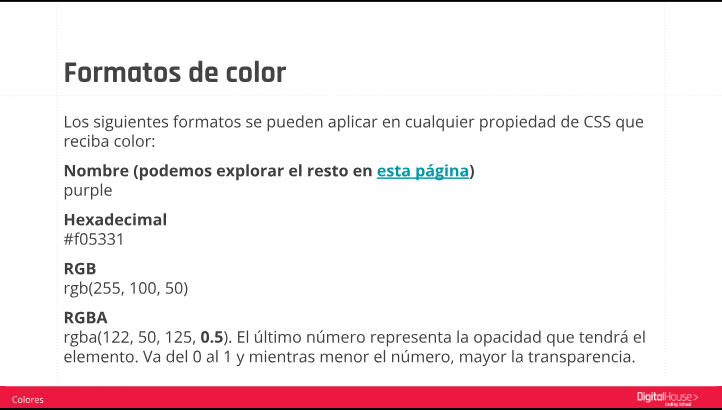 Formatos de color
Los siguientes formatos se pueden aplicar en cualquier propiedad de CSS que
reciba color:
Nombre (podemos explorar el resto en esta página)
purple
Hexadecimal
#f05331
RGB
rgb(255, 100, 50)
RGBA
rgba(122, 50, 125, 0.5). El último número representa la opacidad que tendrá el
elemento. Va del 0 al 1 y mientras menor el número, mayor la transparencia.
Colores
DigitalHouse>
Coding School